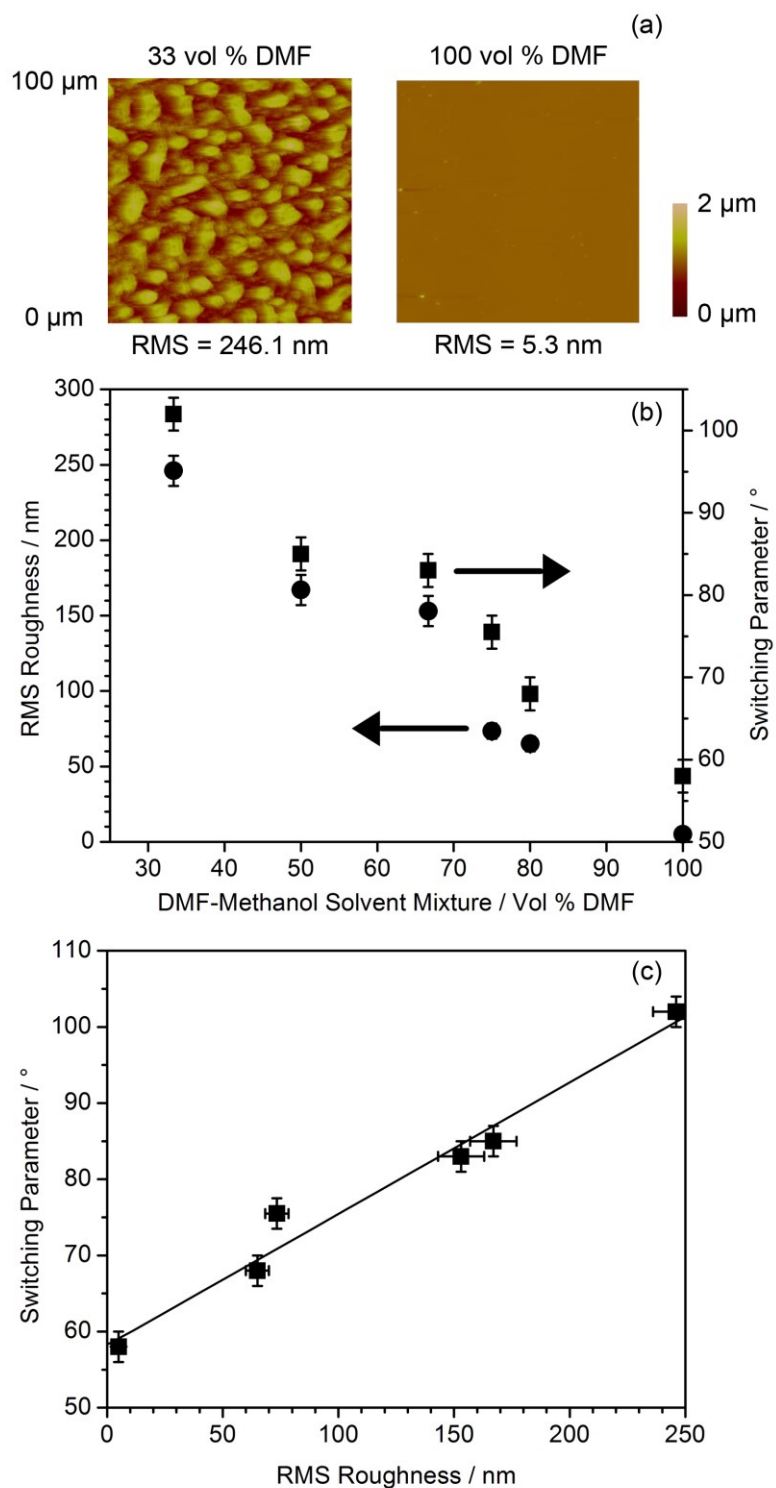 (a)
33 vol % DMF
100 vol % DMF
100 µm
0 µm
2 µm
0 µm
RMS = 246.1 nm
RMS = 5.3 nm
(b)
300
250
200
150
100
50
0
RMS Roughness / nm
100
90
80
70
60
50
Switching Parameter / °
30 40 50 60 70 80 90 100
DMF-Methanol Solvent Mixture / Vol % DMF
(c)
110
100
90
80
70
60
50
Switching Parameter / °
0 50 100 150 200 250
RMS Roughness / nm